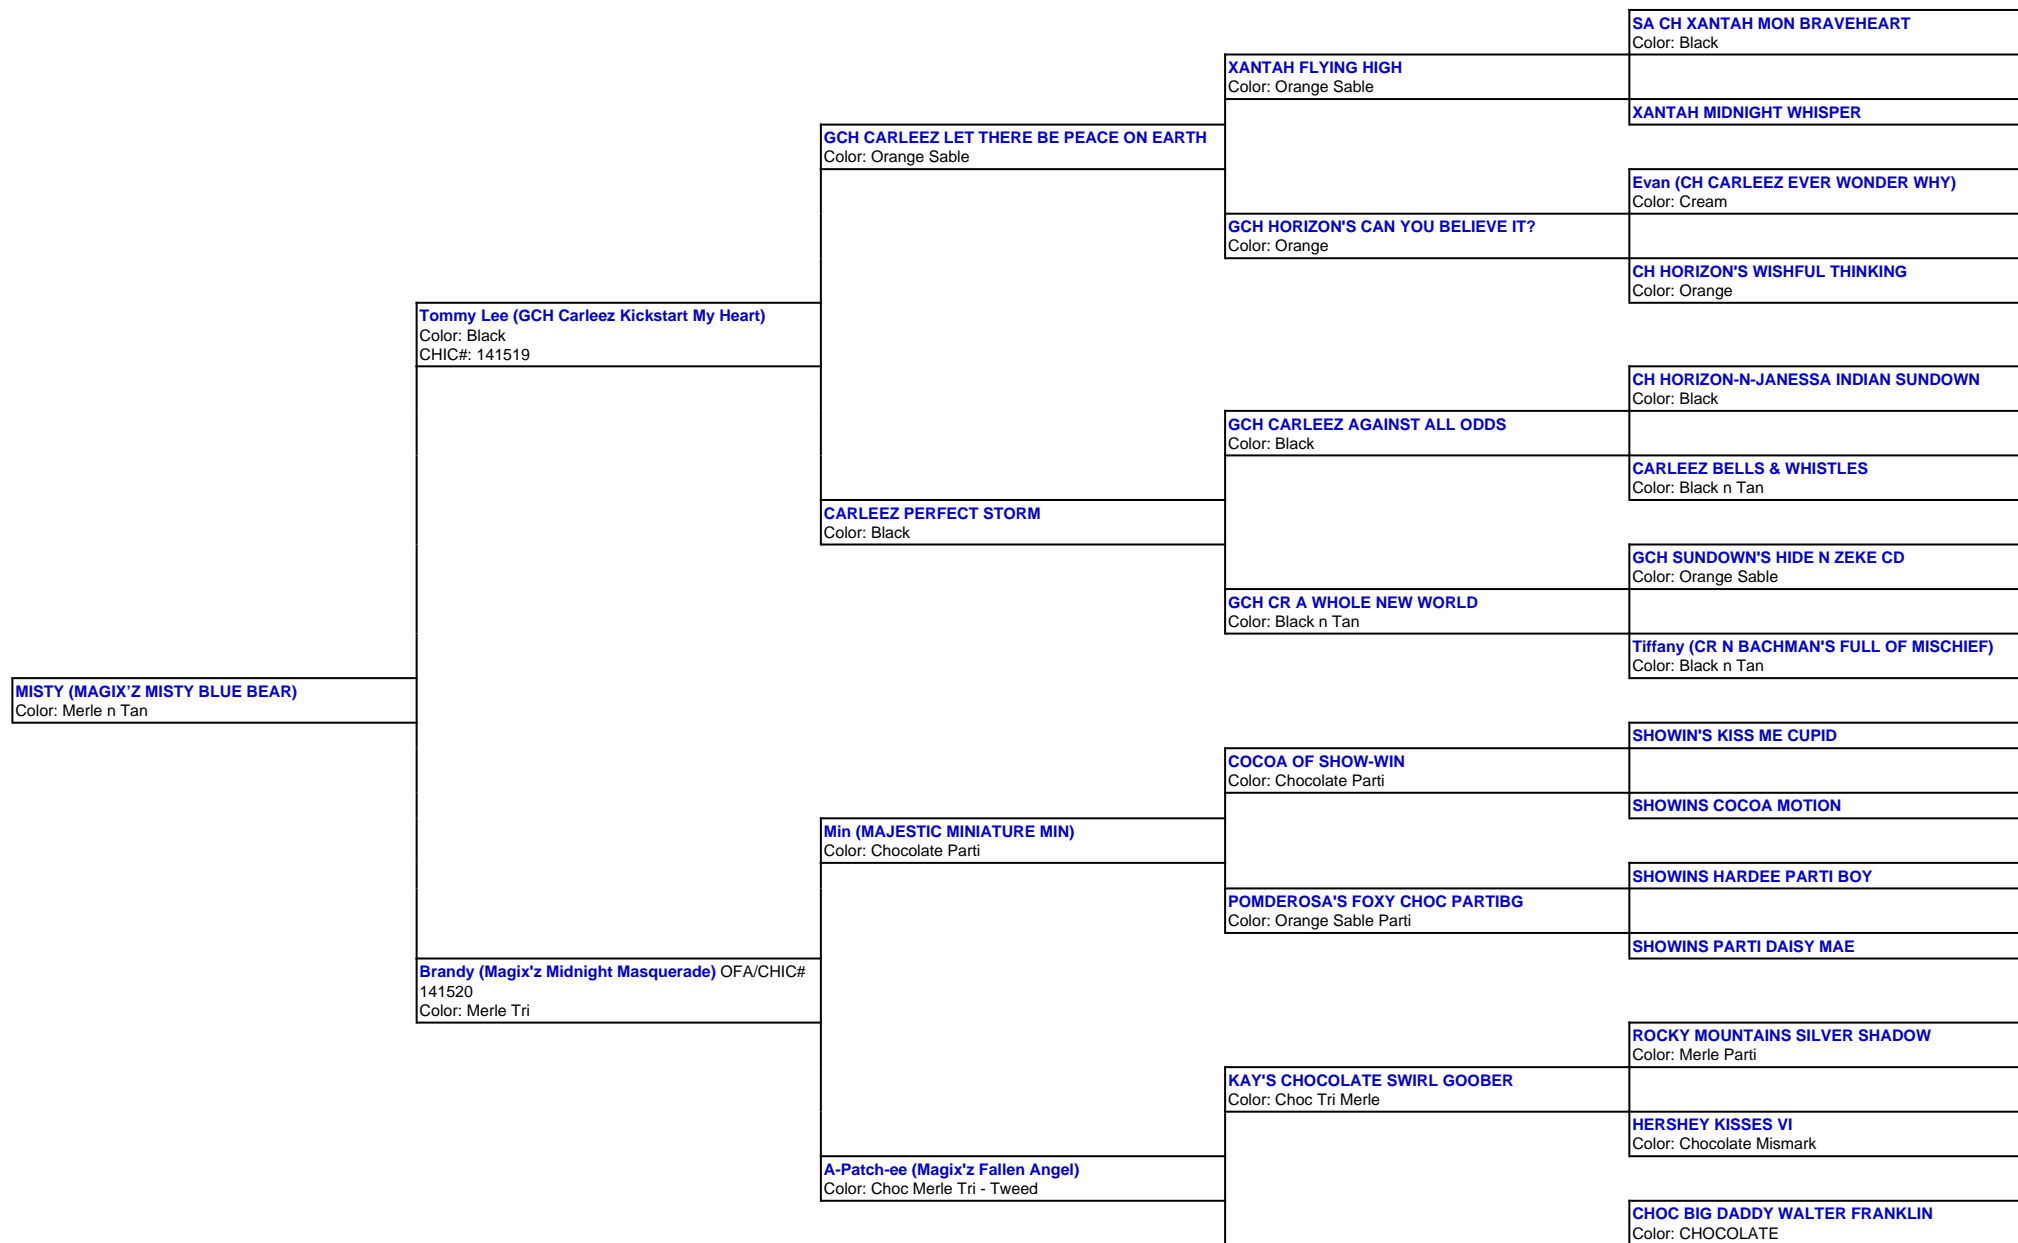 SA CH XANTAH MON BRAVEHEART
Color: Black
XANTAH FLYING HIGH
Color: Orange Sable
XANTAH MIDNIGHT WHISPER
GCH CARLEEZ LET THERE BE PEACE ON EARTH
Color: Orange Sable
Evan (CH CARLEEZ EVER WONDER WHY)
Color: Cream
GCH HORIZON'S CAN YOU BELIEVE IT?
Color: Orange
CH HORIZON'S WISHFUL THINKING
Color: Orange
Tommy Lee (GCH Carleez Kickstart My Heart)
Color: Black
CHIC#: 141519
CH HORIZON-N-JANESSA INDIAN SUNDOWN
Color: Black
GCH CARLEEZ AGAINST ALL ODDS
Color: Black
CARLEEZ BELLS & WHISTLES
Color: Black n Tan
CARLEEZ PERFECT STORM
Color: Black
GCH SUNDOWN'S HIDE N ZEKE CD
Color: Orange Sable
GCH CR A WHOLE NEW WORLD
Color: Black n Tan
Tiffany (CR N BACHMAN'S FULL OF MISCHIEF)
Color: Black n Tan
MISTY (MAGIX’Z MISTY BLUE BEAR)
Color: Merle n Tan
SHOWIN'S KISS ME CUPID
COCOA OF SHOW-WIN
Color: Chocolate Parti
SHOWINS COCOA MOTION
Min (MAJESTIC MINIATURE MIN)
Color: Chocolate Parti
SHOWINS HARDEE PARTI BOY
POMDEROSA'S FOXY CHOC PARTIBG
Color: Orange Sable Parti
SHOWINS PARTI DAISY MAE
Brandy (Magix'z Midnight Masquerade) OFA/CHIC#
141520
Color: Merle Tri
ROCKY MOUNTAINS SILVER SHADOW
Color: Merle Parti
KAY'S CHOCOLATE SWIRL GOOBER
Color: Choc Tri Merle
HERSHEY KISSES VI
Color: Chocolate Mismark
A-Patch-ee (Magix'z Fallen Angel)
Color: Choc Merle Tri - Tweed
CHOC BIG DADDY WALTER FRANKLIN
Color: CHOCOLATE